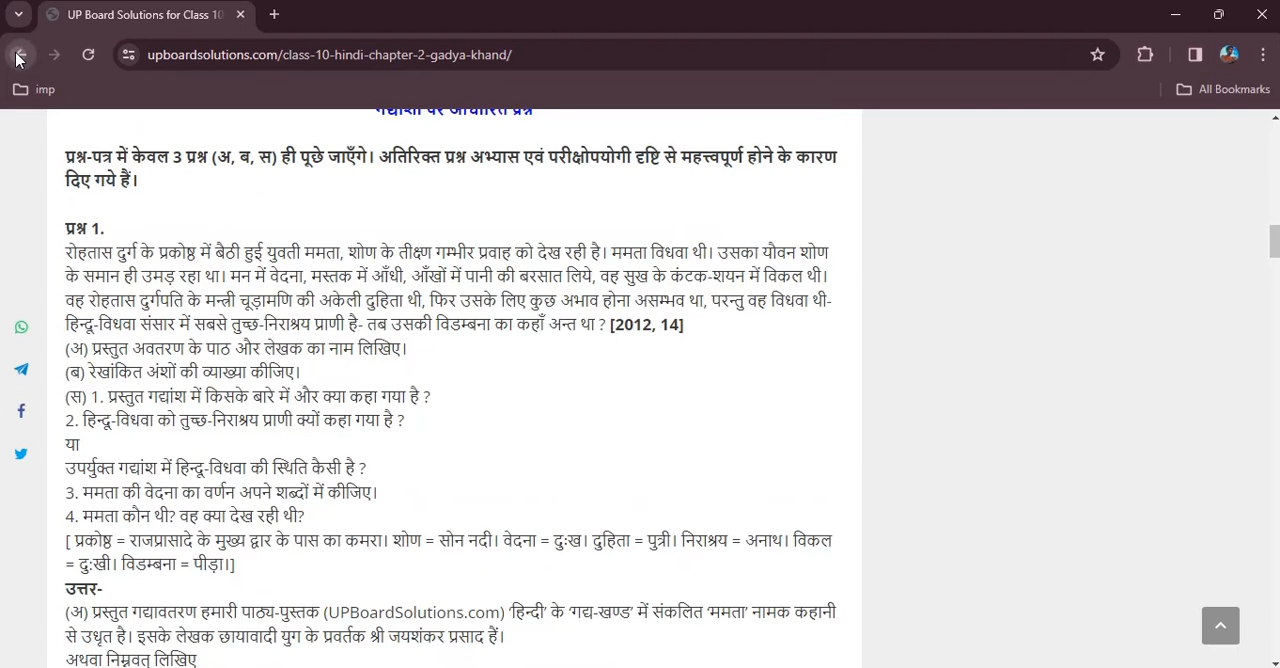 UP Board Solutions for Class 10
upboardsolutions.com/class-10-hindi-chapter-2-gadya-khand/
imp
All Bookmarks
गद्यांशों पर आधारित प्रश्न
प्रश्न-पत्र में केवल 3 प्रश्न (अ, ब, स) ही पूछे जाएँगे। अतिरिक्त प्रश्न अभ्यास एवं परीक्षोपयोगी दृष्टि से महत्त्वपूर्ण होने के कारण
दिए गये हैं।
प्रश्न 1.
रोहतास दुर्ग के प्रकोष्ठ में बैठी हुई युवती ममता, शोण के तीक्ष्ण गम्भीर प्रवाह को देख रही है। ममता विधवा थी। उसका यौवन शोण
के समान ही उमड़ रहा था। मन में वेदना, मस्तक में आँधी, आँखों में पानी की बरसात लिये, वह सुख के कंटक-शयन में विकल थी।
वह रोहतास दुर्गपति के मन्त्री चूड़ामणि की अकेली दुहिता थी, फिर उसके लिए कुछ अभाव होना असम्भव था, परन्तु वह विधवा थी-
हिन्दू-विधवा संसार में सबसे तुच्छ-निराश्रय प्राणी है- तब उसकी विडम्बना का कहाँ अन्त था ? [2012, 14]
(अ) प्रस्तुत अवतरण के पाठ और लेखक का नाम लिखिए।
(ब) रेखांकित अंशों की व्याख्या कीजिए।
(स) 1. प्रस्तुत गद्यांश में किसके बारे में और क्या कहा गया है ?
2. हिन्दू-विधवा को तुच्छ-निराश्रय प्राणी क्यों कहा गया है ?
या
उपर्युक्त गद्यांश में हिन्दू-विधवा की स्थिति कैसी है ?
3. ममता की वेदना का वर्णन अपने शब्दों में कीजिए।
4. ममता कौन थी? वह क्या देख रही थी?
[ प्रकोष्ठ = राजप्रासादे के मुख्य द्वार के पास का कमरा। शोण = सोन नदी। वेदना = दुःख। दुहिता = पुत्री। निराश्रय = अनाथ। विकल
= दुःखी। विडम्बना = पीड़ा।]
उत्तर-
(अ) प्रस्तुत गद्यावतरण हमारी पाठ्य-पुस्तक (UPBoardSolutions.com) ‘हिन्दी’ के ‘गद्य-खण्ड’ में संकलित ‘ममता’ नामक कहानी
से उधृत है। इसके लेखक छायावादी युग के प्रवर्तक श्री जयशंकर प्रसाद हैं।
अथवा निम्नवत् लिखिए